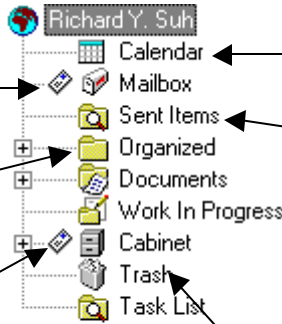 Richard Y. Suh
Calendar
Mailbox
Sent Items
Organized
Documents
Work In Progress
Cabinet
Trash
Task List